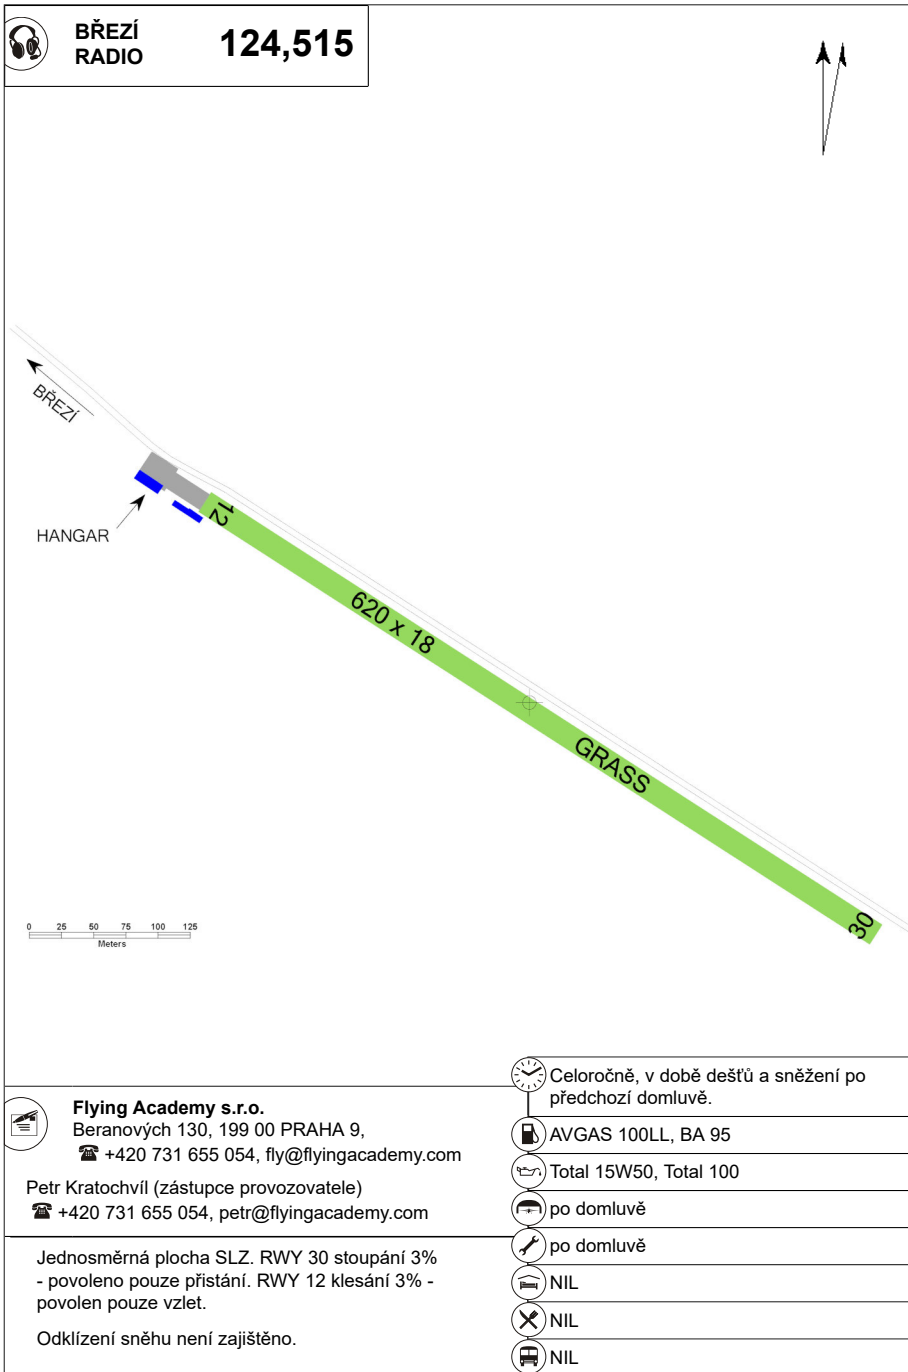 BŘEZÍ
RADIO
124,515
BŘEZÍ
HANGAR
12
620 x 18
GRASS
30
0 25 50 75 100 125
Meters
Flying Academy s.r.o.
Beranových 130, 199 00 PRAHA 9,
☎ +420 731 655 054, fly@flyingacademy.com
Petr Kratochvíl (zástupce provozovatele)
☎ +420 731 655 054, petr@flyingacademy.com
Jednosměrná plocha SLZ. RWY 30 stoupání 3%
- povoleno pouze přistání. RWY 12 klesání 3% -
povolen pouze vzlet.
Odklízení sněhu není zajištěno.
Celoročně, v době dešťů a sněžení po
předchozí domluvě.
AVGAS 100LL, BA 95
Total 15W50, Total 100
po domluvě
po domluvě
NIL
NIL
NIL